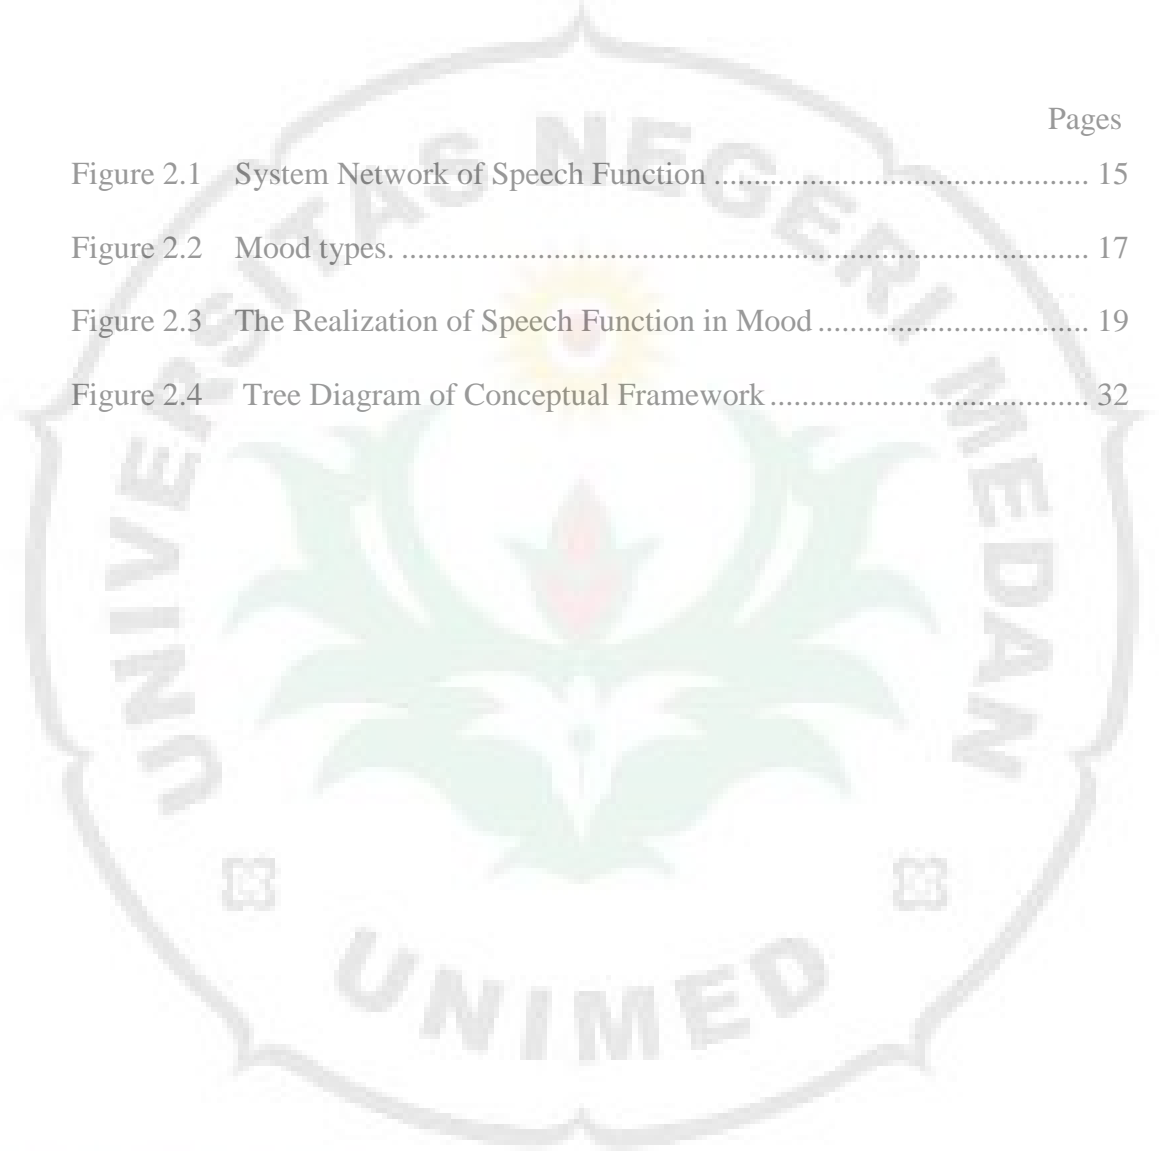 Pages
Figure 2.1 System Network of Speech Function ................................................ 15
Figure 2.2 Mood types. ........................................................................................ 17
Figure 2.3 The Realization of Speech Function in Mood ................................... 19
Figure 2.4 Tree Diagram of Conceptual Framework ......................................... 32
UNIVERSITAS NEGERI MEDAN
UNIMED